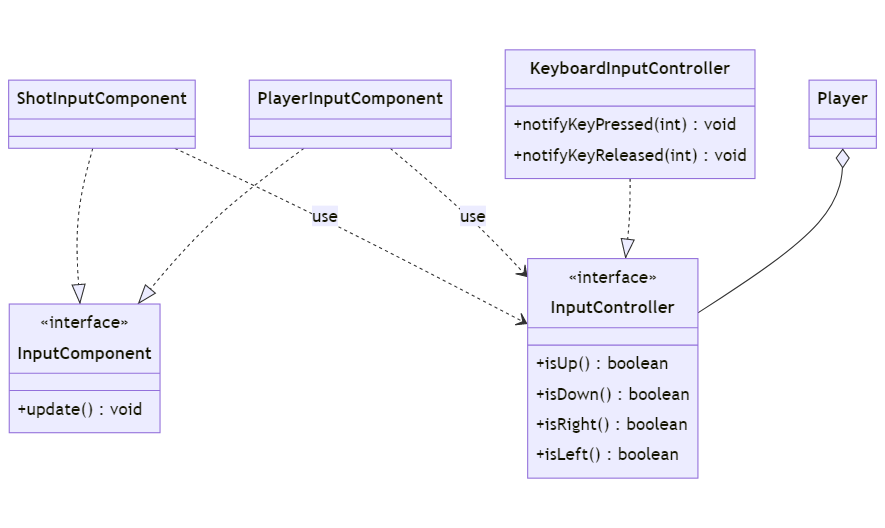 ShotInputComponent
PlayerInputComponent
KeyboardInputController
+notifyKeyPressed(int) : void
+notifyKeyReleased(int) : void
Player
use
use
«interface»
InputComponent
+update() : void
«interface»
InputController
+isUp() : boolean
+isDown() : boolean
+isRight() : boolean
+isLeft() : boolean